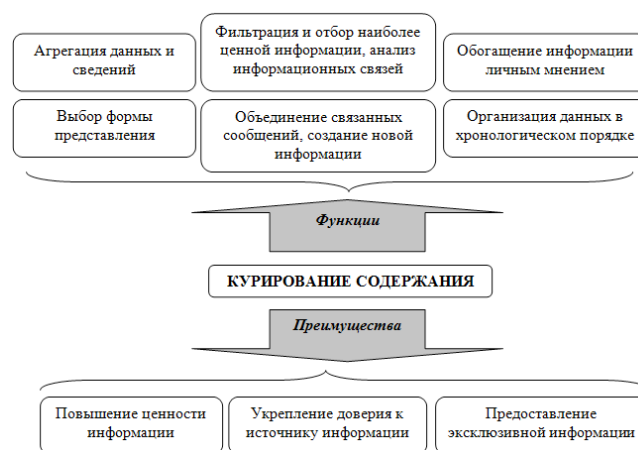 Агрегация данных и
сведений
Фильтрация и отбор наиболее
ценной информации, анализ
информационных связей
Обогащение информации
личным мнением
Выбор формы
представления
Объединение связанных
сообщений, создание новой
информации
Организация данных в
хронологическом порядке
Функции
КУРИРОВАНИЕ СОДЕРЖАНИЯ
Преимущества
Повышение ценности
информации
Укрепление доверия к
источнику информации
Предоставление
эксклюзивной информации